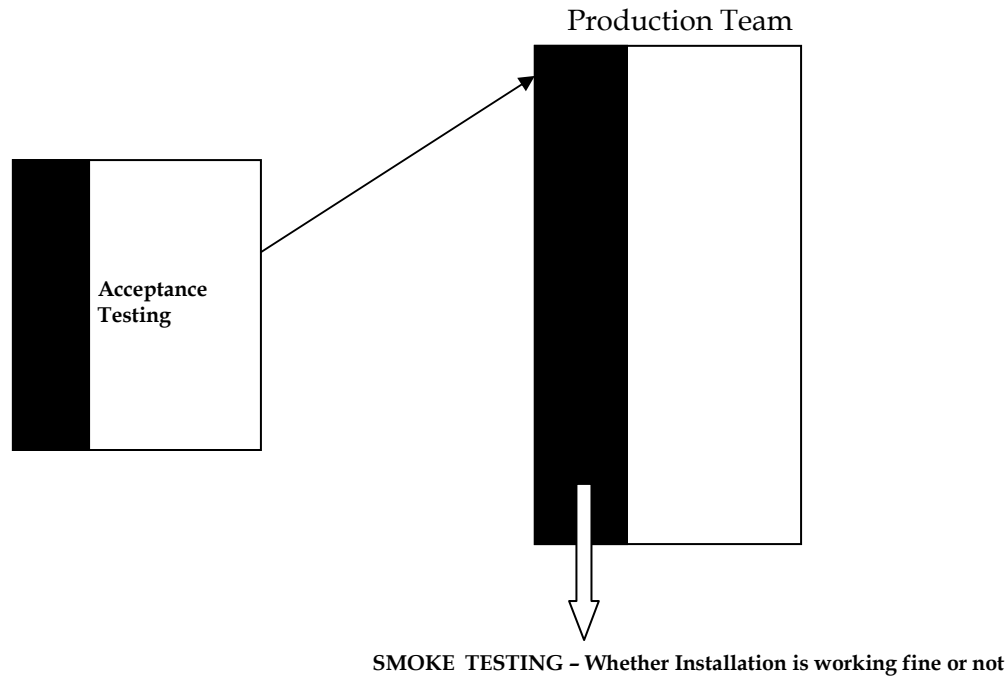 Production Team
Acceptance
Testing
SMOKE TESTING – Whether Installation is working fine or not